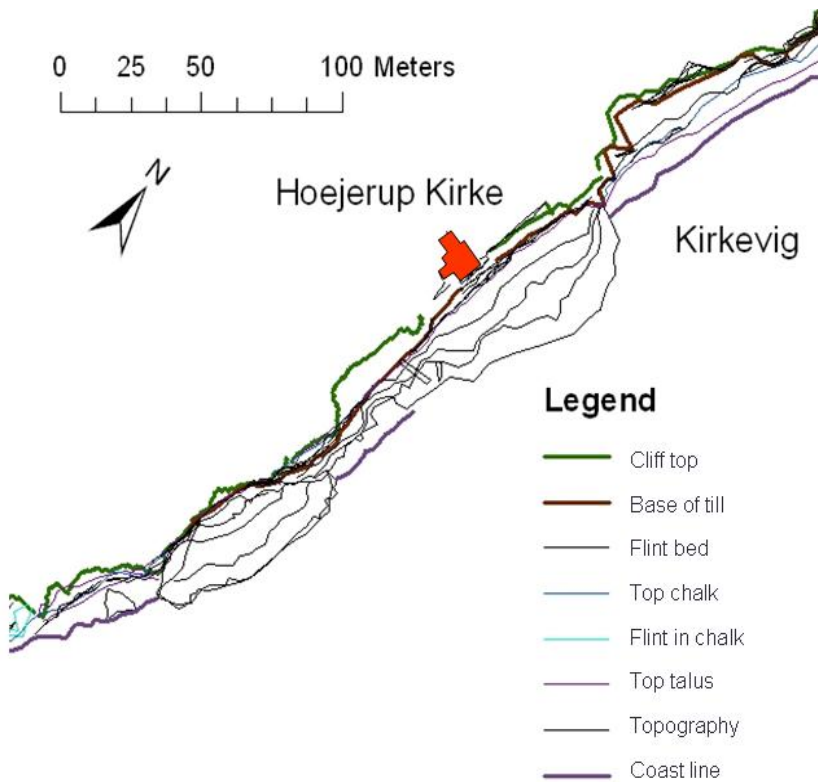 0 25 50 100 Meters
N
Hoejerup Kirke
Kirkevig
Legend
Cliff top
Base of till
Flint bed
Top chalk
Flint in chalk
Top talus
Topography
Coast line